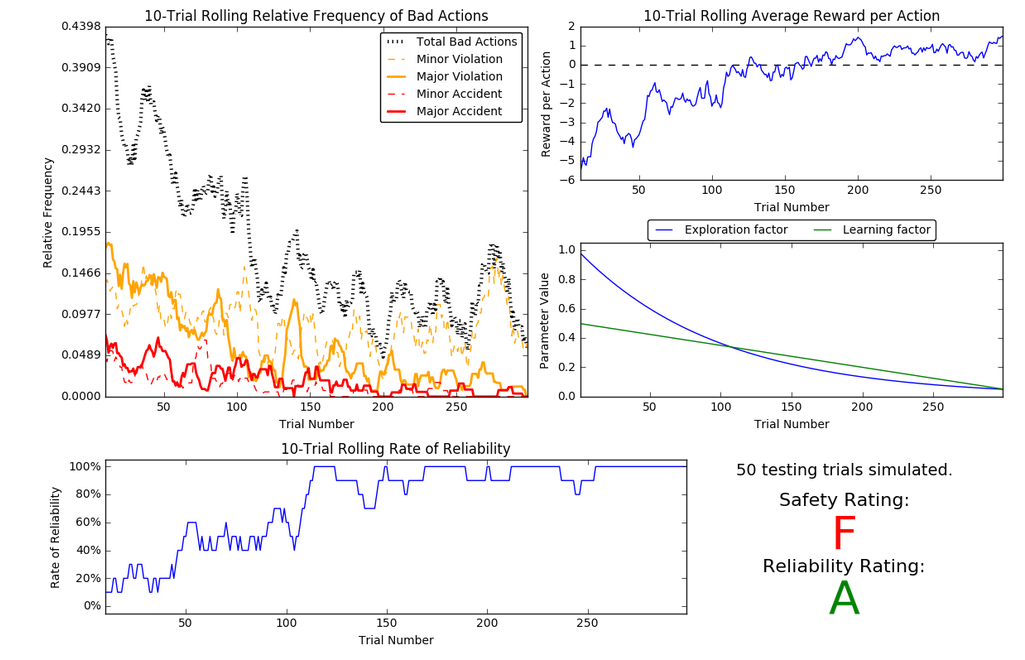 10-Trial Rolling Relative Frequency of Bad Actions
0.4398
0.3909
0.3420
0.2932
0.2443
0.1955
0.1466
0.0977
0.0489
0.0000
Relative Frequency
50 100 150 200 250
Trial Number
Total Bad Actions
Minor Violation
Major Violation
Minor Accident
Major Accident
10-Trial Rolling Average Reward per Action
2
1
0
−1
−2
−3
−4
−5
−6
Reward per Action
50 100 150 200 250
Trial Number
Exploration factor Learning factor
1.0
0.8
0.6
0.4
0.2
0.0
Parameter Value
50 100 150 200 250
Trial Number
10-Trial Rolling Rate of Reliability
100%
80%
60%
40%
20%
0%
Rate of Reliability
50 100 150 200 250
Trial Number
50 testing trials simulated.
Safety Rating:
F
Reliability Rating:
A